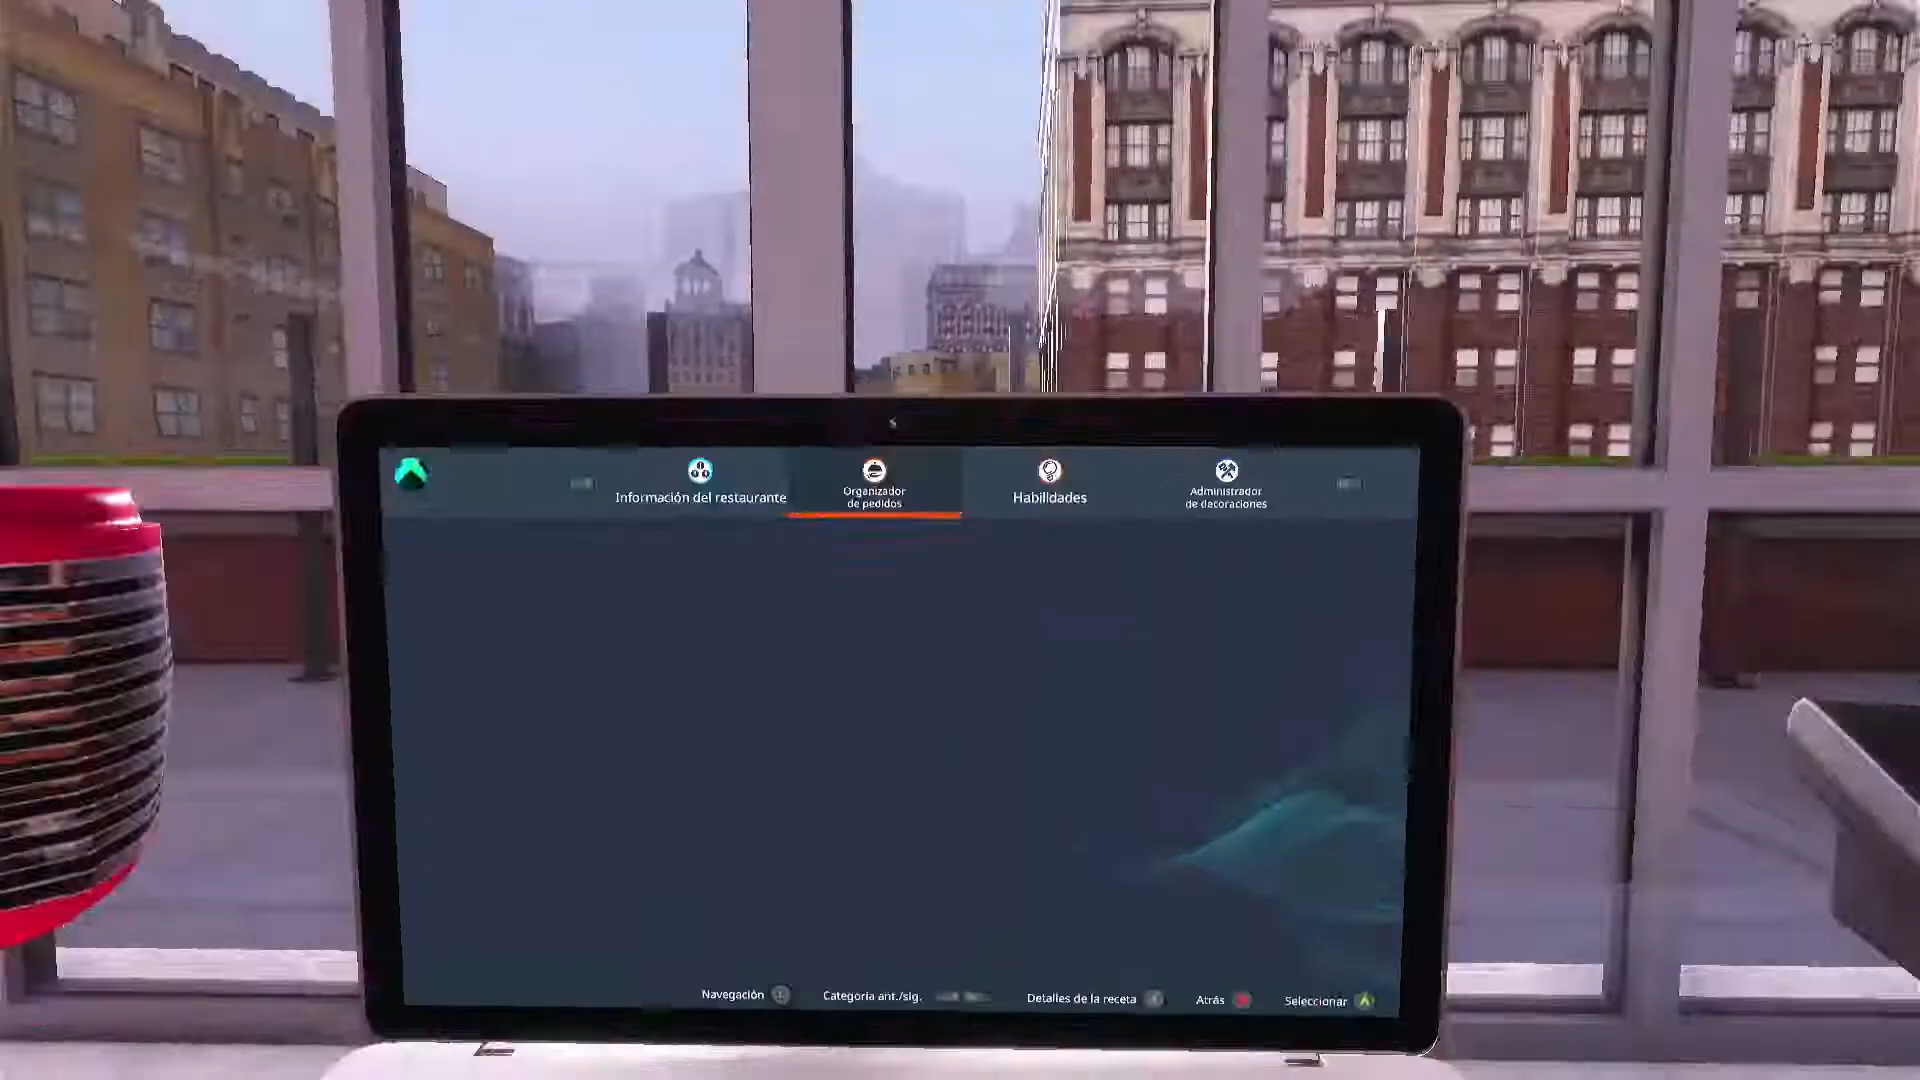 Información del restaurante
Organizador
de pedidos
Habilidades
Administrador
de decoraciones
Navegación
Categoría ant./sig.
Detalles de la receta
Atrás
Seleccionar